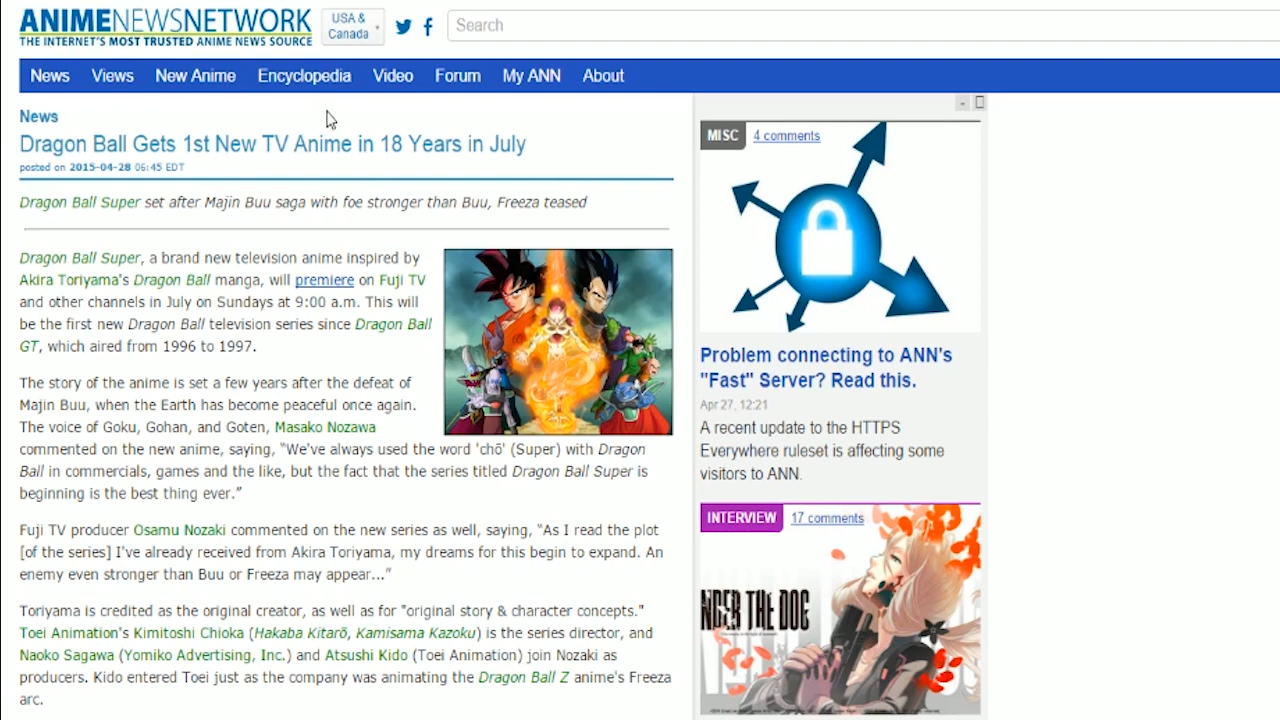 ANIMENEWSNETWORK
THE INTERNET'S MOST TRUSTED ANIME NEWS SOURCE
USA &
Canada
Search
News Views New Anime Encyclopedia Video Forum My ANN About
News
Dragon Ball Gets 1st New TV Anime in 18 Years in July
posted on 2015-04-28 06:45 EDT
Dragon Ball Super set after Majin Buu saga with foe stronger than Buu, Freeza teased
Dragon Ball Super, a brand new television anime inspired by
Akira Toriyama's Dragon Ball manga, will premiere on Fuji TV
and other channels in July on Sundays at 9:00 a.m. This will
be the first new Dragon Ball television series since Dragon Ball
GT, which aired from 1996 to 1997.
The story of the anime is set a few years after the defeat of
Majin Buu, when the Earth has become peaceful once again.
The voice of Goku, Gohan, and Goten, Masako Nozawa
commented on the new anime, saying, “We've always used the word 'chō' (Super) with Dragon
Ball in commercials, games and the like, but the fact that the series titled Dragon Ball Super is
beginning is the best thing ever.”
Fuji TV producer Osamu Nozaki commented on the new series as well, saying, “As I read the plot
[of the series] I've already received from Akira Toriyama, my dreams for this begin to expand. An
enemy even stronger than Buu or Freeza may appear...”
Toriyama is credited as the original creator, as well as for "original story & character concepts."
Toei Animation's Kimitoshi Chioka (Hakaba Kitarō, Kamisama Kazoku) is the series director, and
Naoko Sagawa (Yomiko Advertising, Inc.) and Atsushi Kido (Toei Animation) join Nozaki as
producers. Kido entered Toei just as the company was animating the Dragon Ball Z anime's Freeza
arc.
MISC 4 comments
Problem connecting to ANN's
"Fast" Server? Read this.
Apr 27, 12:21
A recent update to the HTTPS
Everywhere ruleset is affecting some
visitors to ANN.
INTERVIEW 17 comments
NDER THE DOG